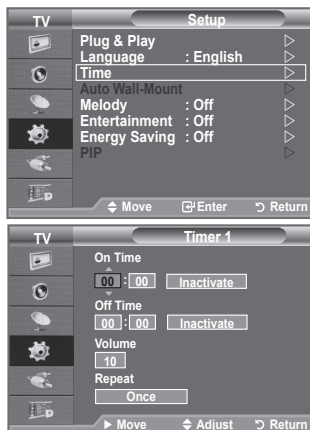 TV Setup
Plug & Play
Language : English
Time
Auto Wall-Mount
Melody : Off
Entertainment : Off
Energy Saving : Off
PIP
Move Enter Return
TV Timer 1
On Time
00 : 00 Inactivate
Off Time
00 : 00 Inactivate
Volume
10
Repeat
Once
Move Adjust Return